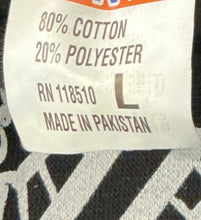 80% COTTON
20% POLYESTER
RN 118510 L
MADE IN PAKISTAN